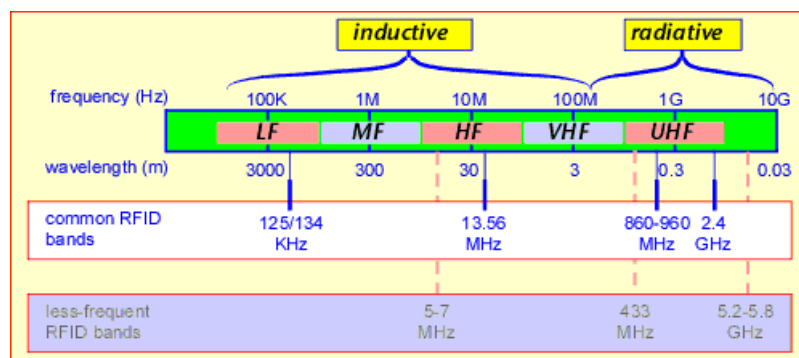 inductive radiative
frequency (Hz) 100K 1M 10M 100M 1G 10G
LF MF HF VHF UHF
wavelength (m) 3000 300 30 3 0.3 0.03
common RFID 125/134 13.56 860-960 2.4
bands KHz MHz MHz GHz
less-frequent 5-7 433 5.2-5.8
RFID bands MHz MHz GHz